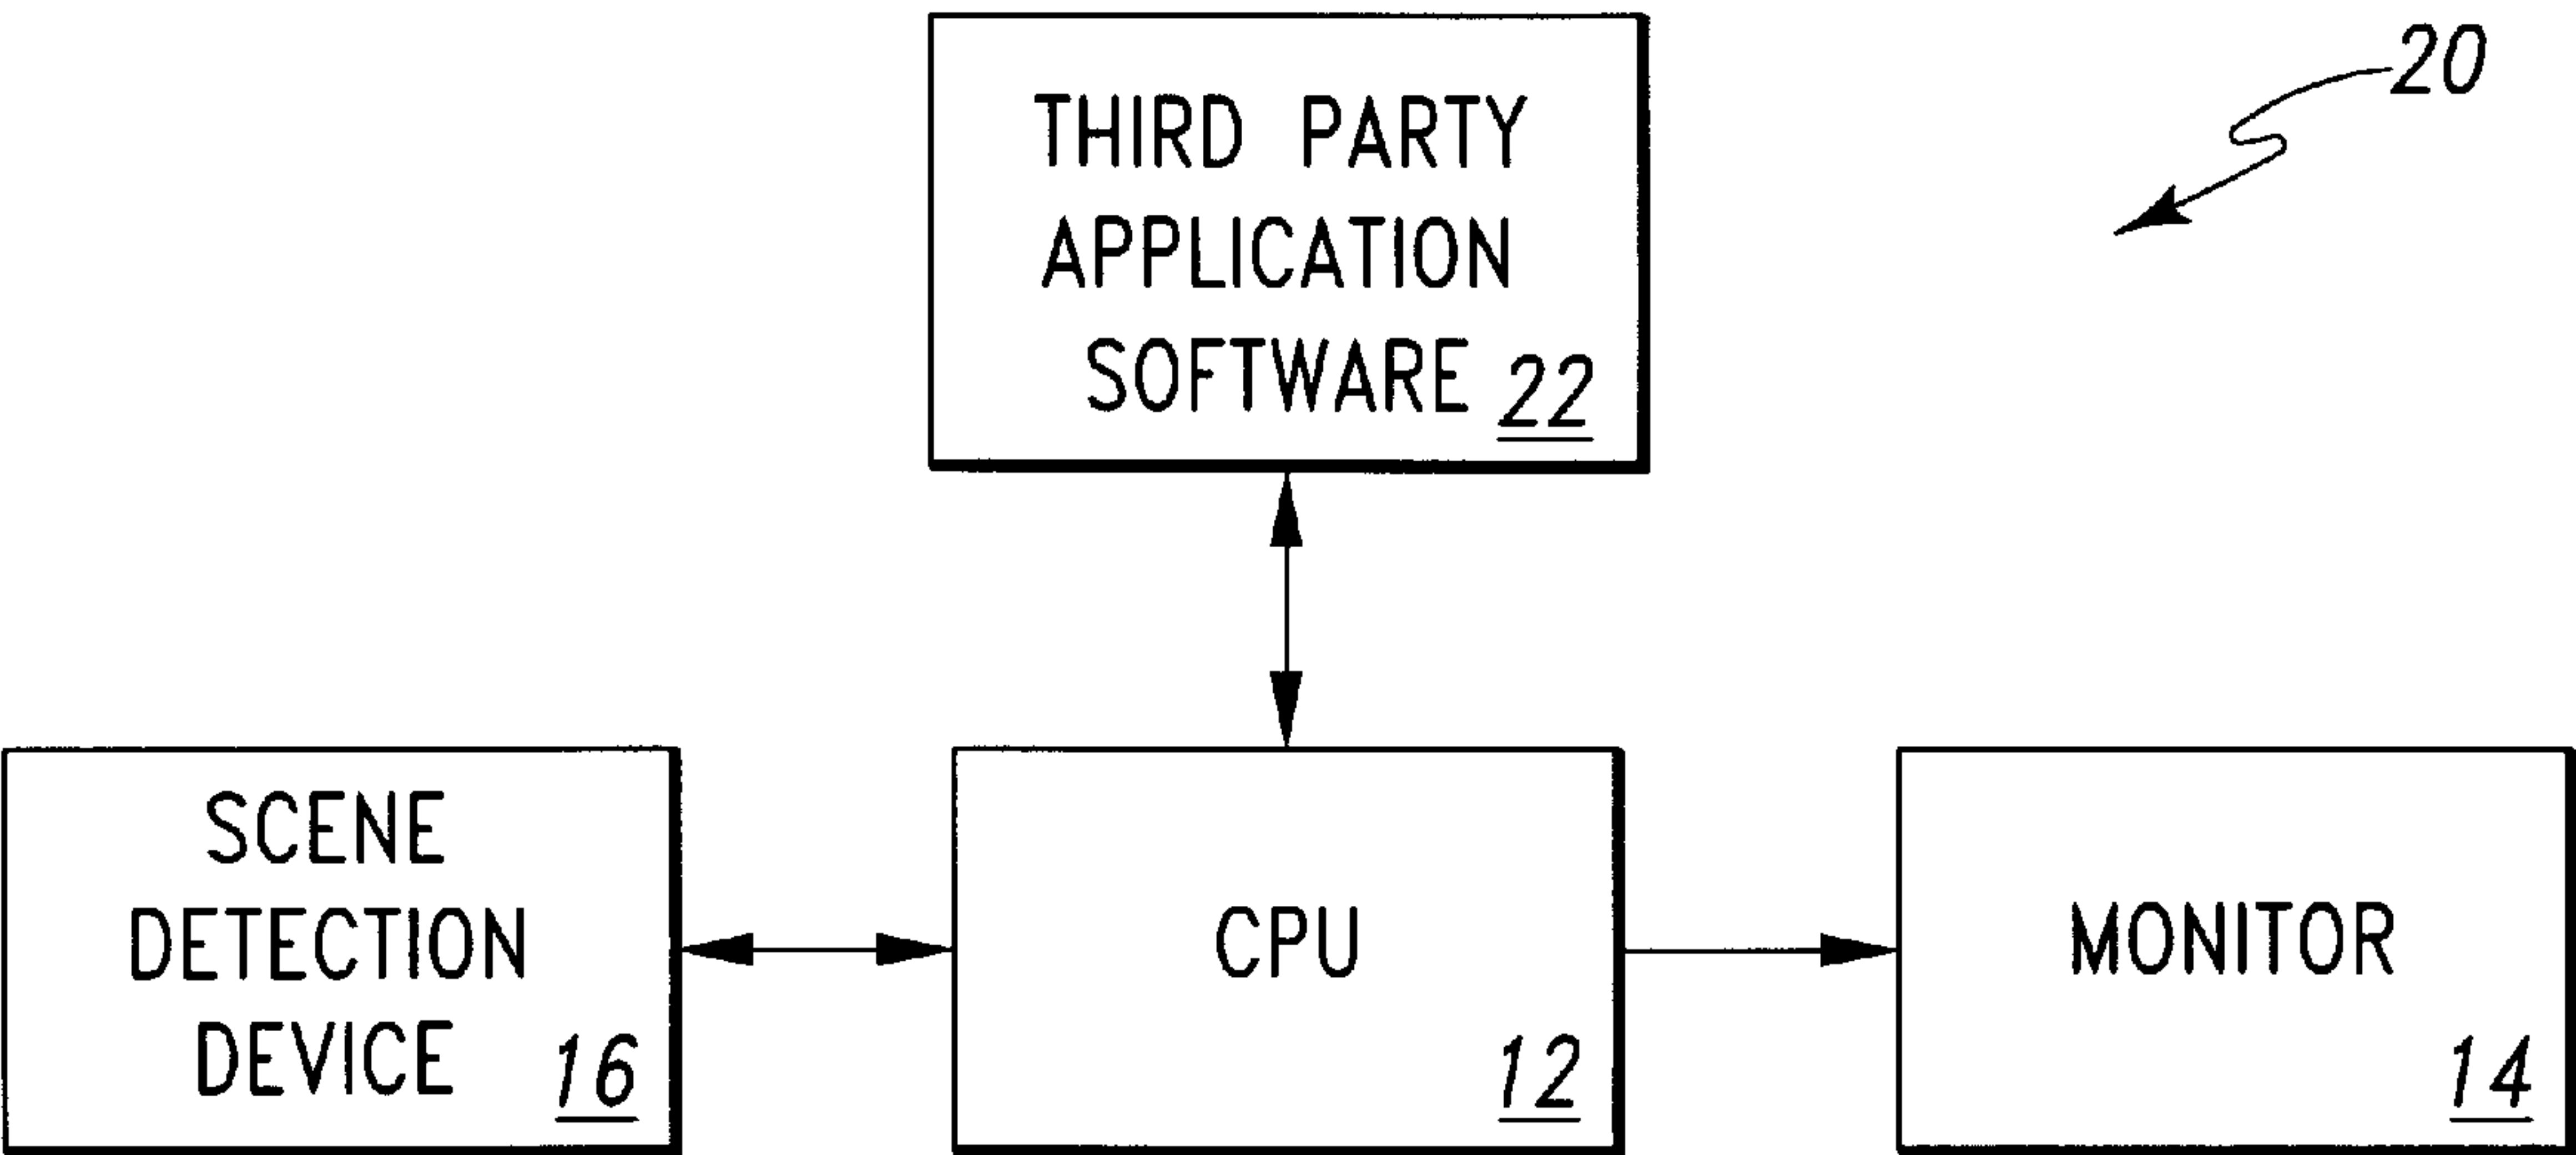 20
THIRD PARTY
APPLICATION
SOFTWARE 22
SCENE
DETECTION
DEVICE 16
CPU
12
MONITOR
14